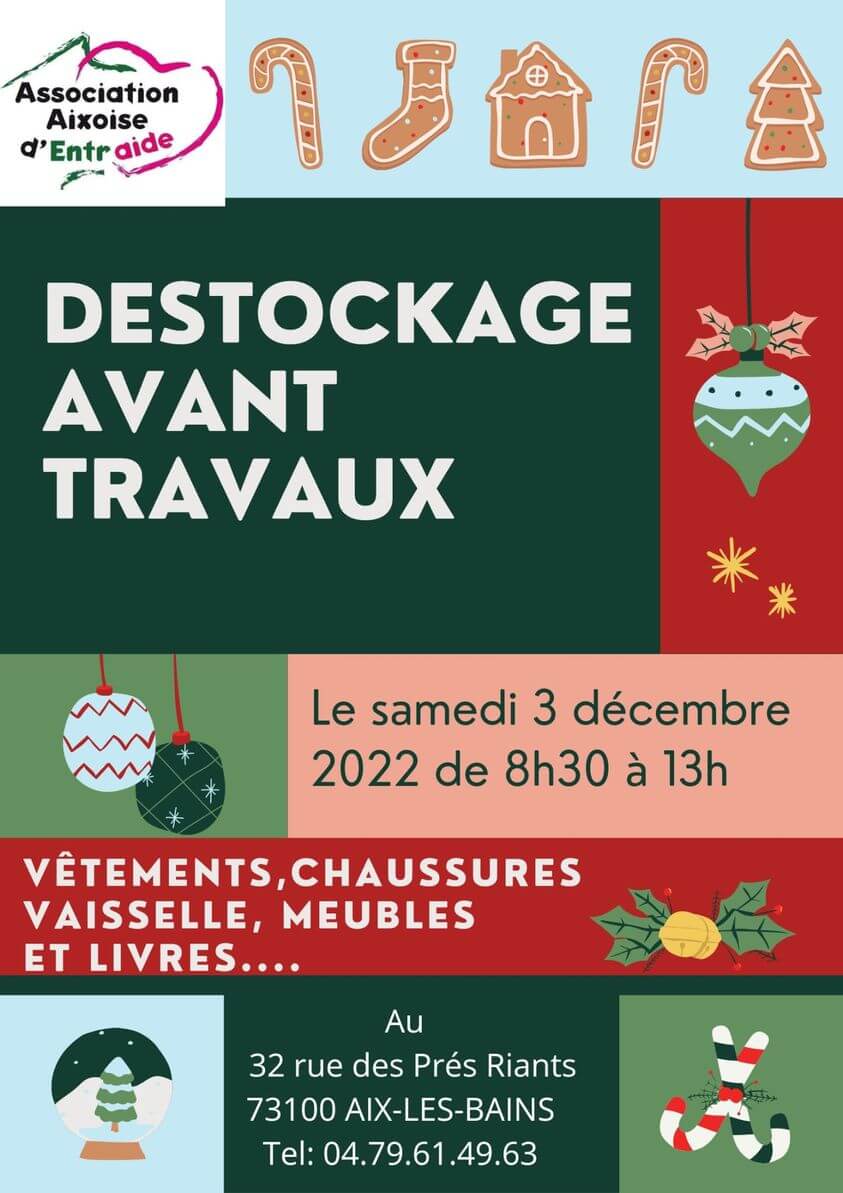 Association
Aixoise
d'Entraide
DESTOCKAGE
AVANT
TRAVAUX
Le samedi 3 décembre
2022 de 8h30 à 13h
VÊTEMENTS,CHAUSSURES
VAISSELLE, MEUBLES
ET LIVRES....
Au
32 rue des Prés Riants
73100 AIX-LES-BAINS
Tel: 04.79.61.49.63